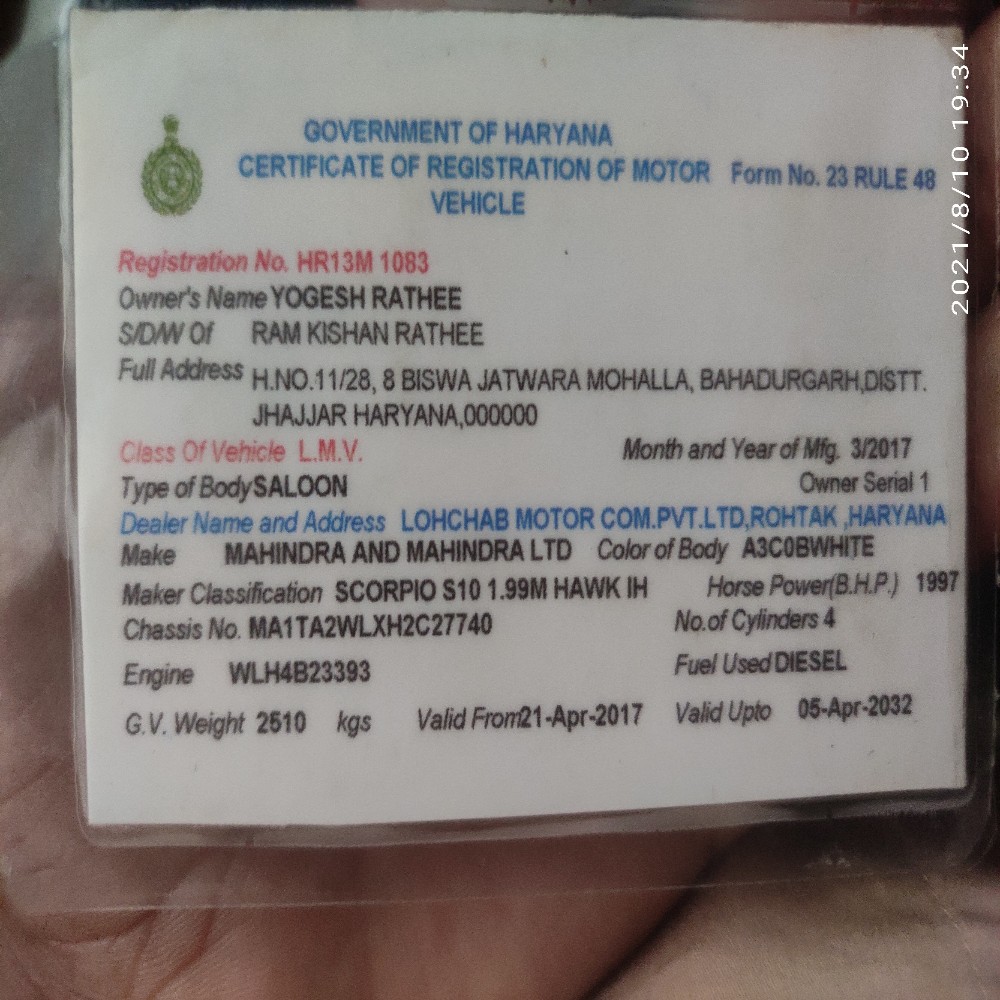 GOVERNMENT OF HARYANA
CERTIFICATE OF REGISTRATION OF MOTOR Form No. 23 RULE 48
VEHICLE
Registration No. HR13M 1083
Owner's Name YOGESH RATHEE
S/D/W Of RAM KISHAN RATHEE
Full Address H.NO.11/28, 8 BISWA JATWARA MOHALLA, BAHADURGARH,DISTT.
JHAJJAR HARYANA,000000
Class Of Vehicle L.M.V. Month and Year of Mfg. 3/2017
Type of Body SALOON Owner Serial 1
Dealer Name and Address LOHCHAB MOTOR COM.PVT.LTD,ROHTAK ,HARYANA
Make MAHINDRA AND MAHINDRA LTD Color of Body A3C0BWHITE
Maker Classification SCORPIO S10 1.99M HAWK IH Horse Power(B.H.P.) 1997
Chassis No. MA1TA2WLXH2C27740 No.of Cylinders 4
Engine WLH4B23393 Fuel Used DIESEL
G.V. Weight 2510 kgs Valid From 21-Apr-2017 Valid Upto 05-Apr-2032
2021/8/10 19:34